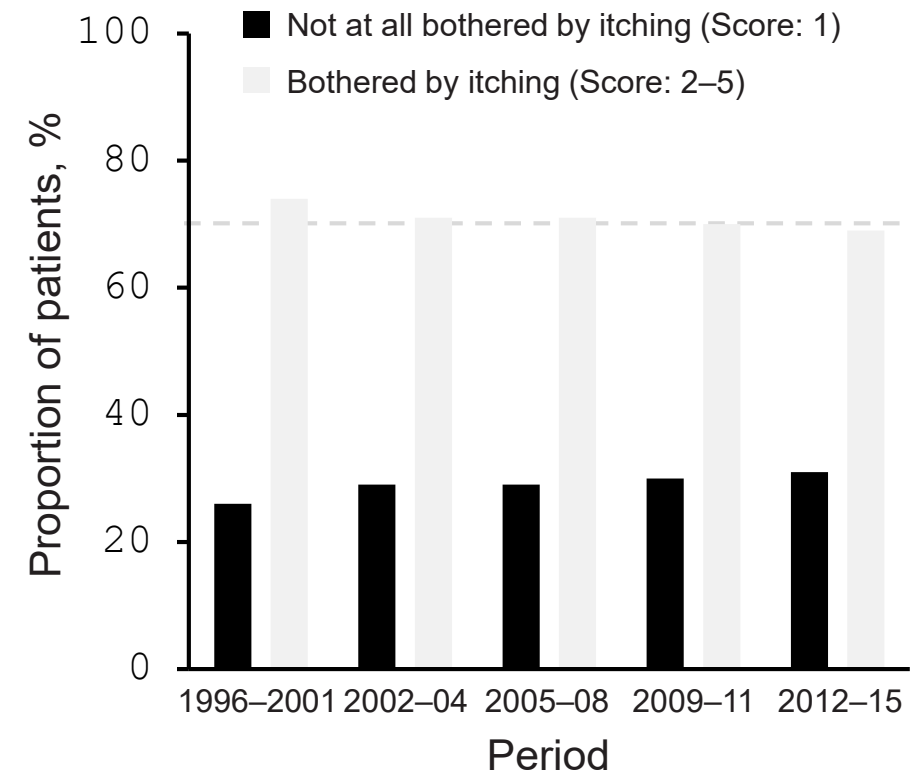 Not at all bothered by itching (Score: 1)
Bothered by itching (Score: 2–5)
Proportion of patients, %
100
80
60
40
20
0
1996–2001 2002–04 2005–08 2009–11 2012–15
Period